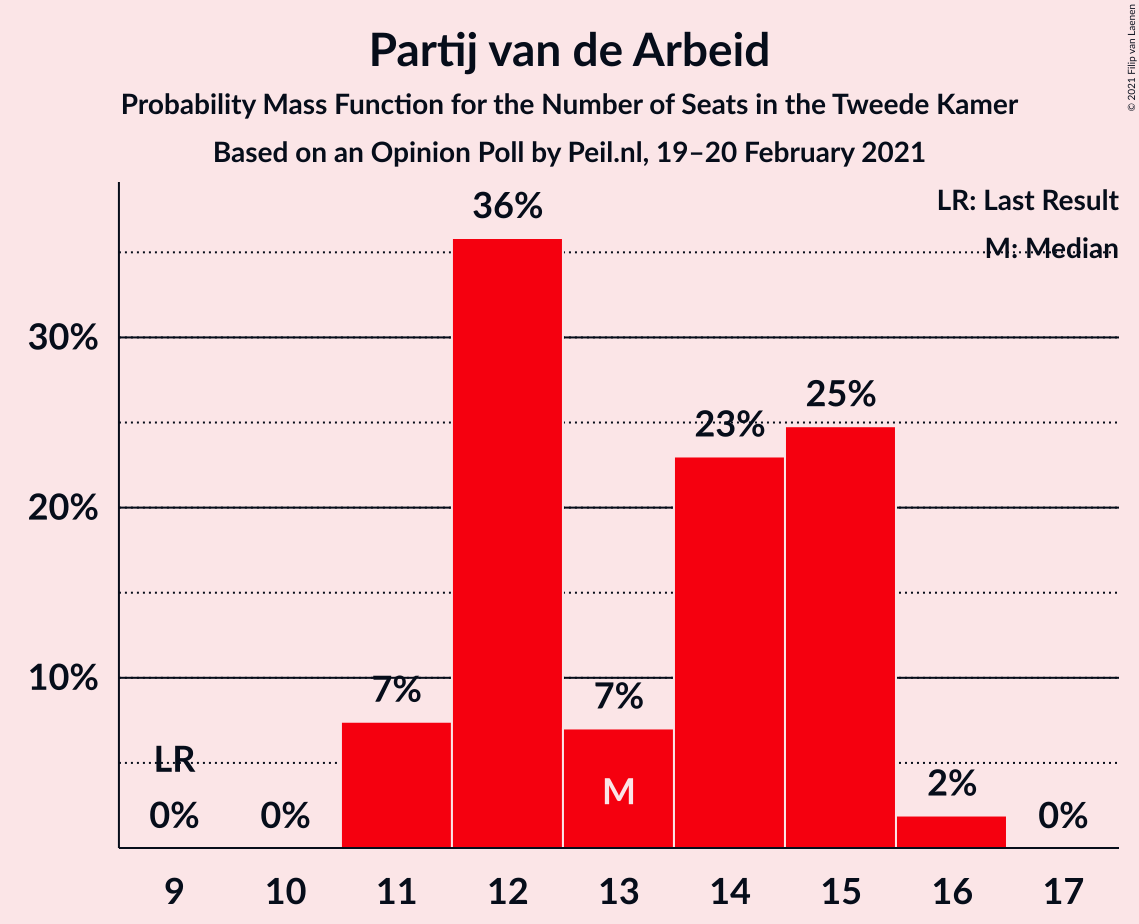 Partij van de Arbeid
Probability Mass Function for the Number of Seats in the Tweede Kamer
Based on an Opinion Poll by Peil.nl, 19–20 February 2021
© 2021 Filip van Laenen
LR: Last Result
M: Median
36%
30%
25%
23%
20%
10%
7%
7%
LR
M
2%
0%
0%
0%
9 10 11 12 13 14 15 16 17